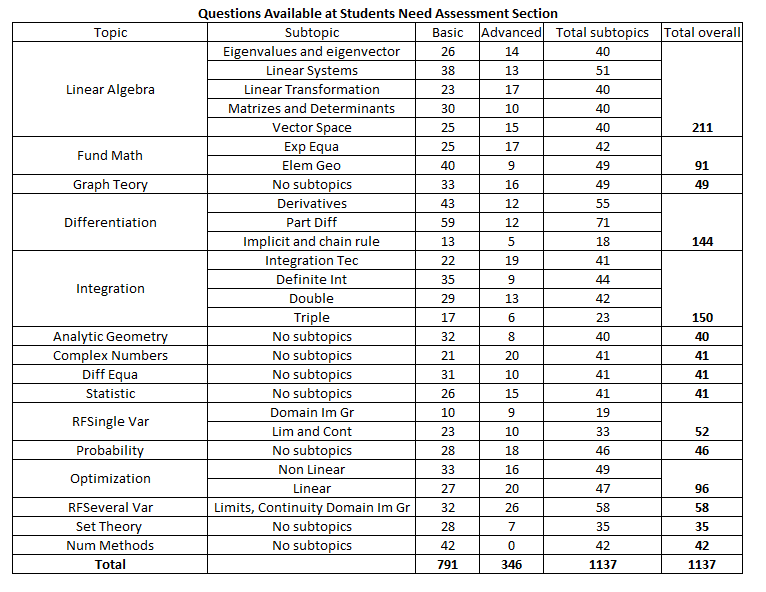 Questions Available at Students Need Assessment Section
Topic Subtopic Basic Advanced Total subtopics Total overall
Eigenvalues and eigenvector 26 14 40
Linear Systems 38 13 51
Linear Algebra Linear Transformation 23 17 40
Matrizes and Determinants 30 10 40
Vector Space 25 15 40 211
Fund Math Exp Equa 25 17 42
Elem Geo 40 9 49 91
Graph Teory No subtopics 33 16 49 49
Derivatives 43 12 55
Differentiation Part Diff 59 12 71
Implicit and chain rule 13 5 18 144
Integration Tec 22 19 41
Integration Definite Int 35 9 44
Double 29 13 42
Triple 17 6 23 150
Analytic Geometry No subtopics 32 8 40 40
Complex Numbers No subtopics 21 20 41 41
Diff Equa No subtopics 31 10 41 41
Statistic No subtopics 26 15 41 41
RFSingle Var Domain Im Gr 10 9 19
Lim and Cont 23 10 33 52
Probability No subtopics 28 18 46 46
Optimization Non Linear 33 16 49
Linear 27 20 47 96
RFSeveral Var Limits, Continuity Domain Im Gr 32 26 58 58
Set Theory No subtopics 28 7 35 35
Num Methods No subtopics 42 0 42 42
Total 791 346 1137 1137